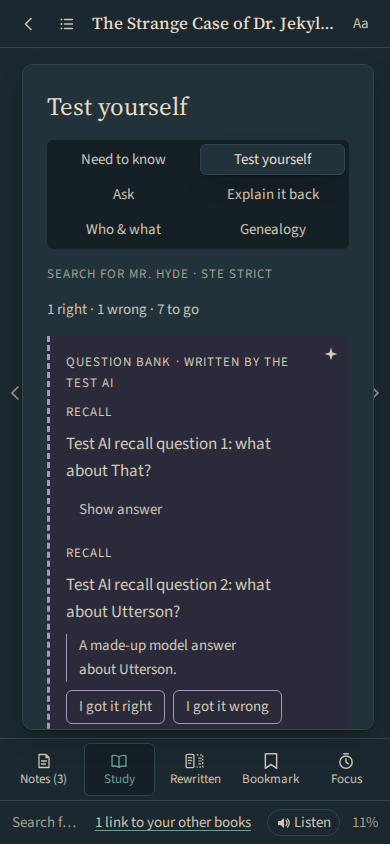 The Strange Case of Dr. Jekyl... Aa
Test yourself
Need to know Test yourself
Ask Explain it back
Who & what Genealogy
SEARCH FOR MR. HYDE · STE STRICT
1 right · 1 wrong · 7 to go
QUESTION BANK · WRITTEN BY THE
TEST AI
RECALL
Test AI recall question 1: what
about That?
Show answer
RECALL
Test AI recall question 2: what
about Utterson?
A made-up model answer
about Utterson.
I got it right I got it wrong
Notes (3) Study Rewritten Bookmark Focus
Search f... 1 link to your other books Listen 11%